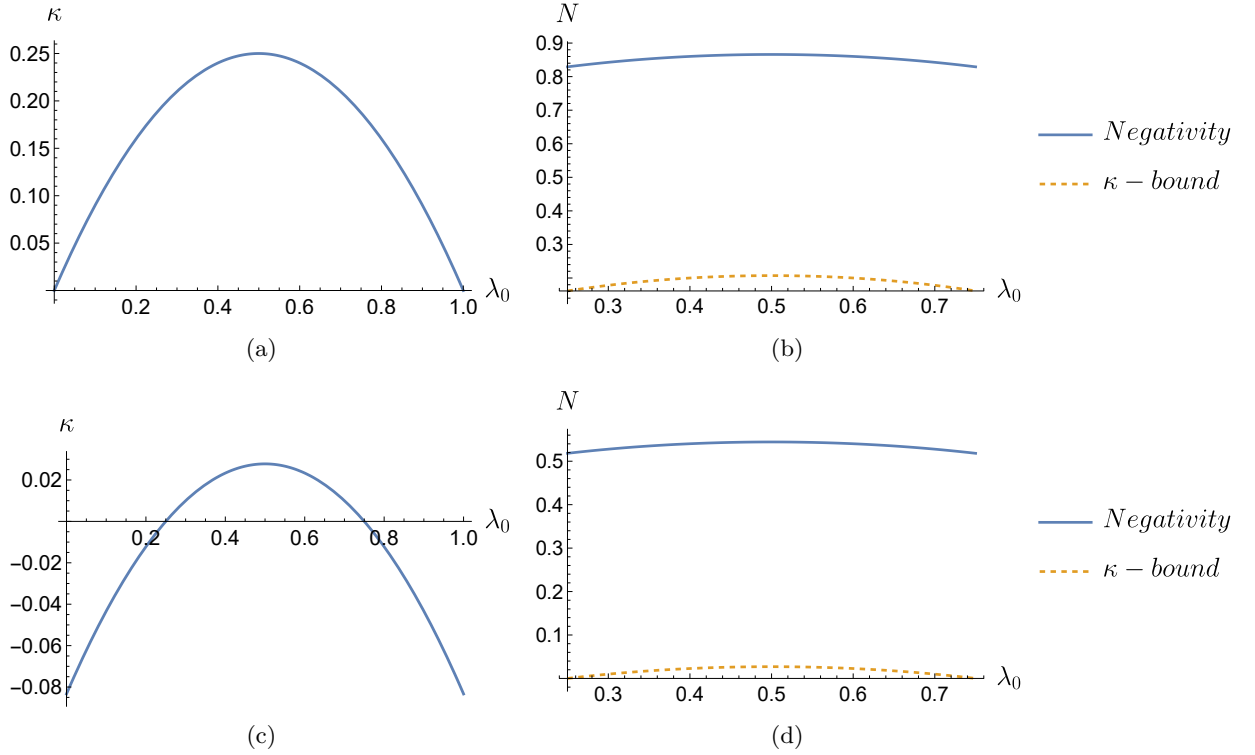 κ
0.25
0.20
0.15
0.10
0.05
0.2 0.4 0.6 0.8 1.0
λ0
(a)
N
0.9
0.8
0.7
0.6
0.5
0.4
0.3
0.3 0.4 0.5 0.6 0.7
λ0
Negativity
κ − bound
(b)
κ
0.02
−0.02
−0.04
−0.06
−0.08
0.2 0.4 0.6 0.8 1.0
λ0
(c)
N
0.5
0.4
0.3
0.2
0.1
0.3 0.4 0.5 0.6 0.7
λ0
Negativity
κ − bound
(d)